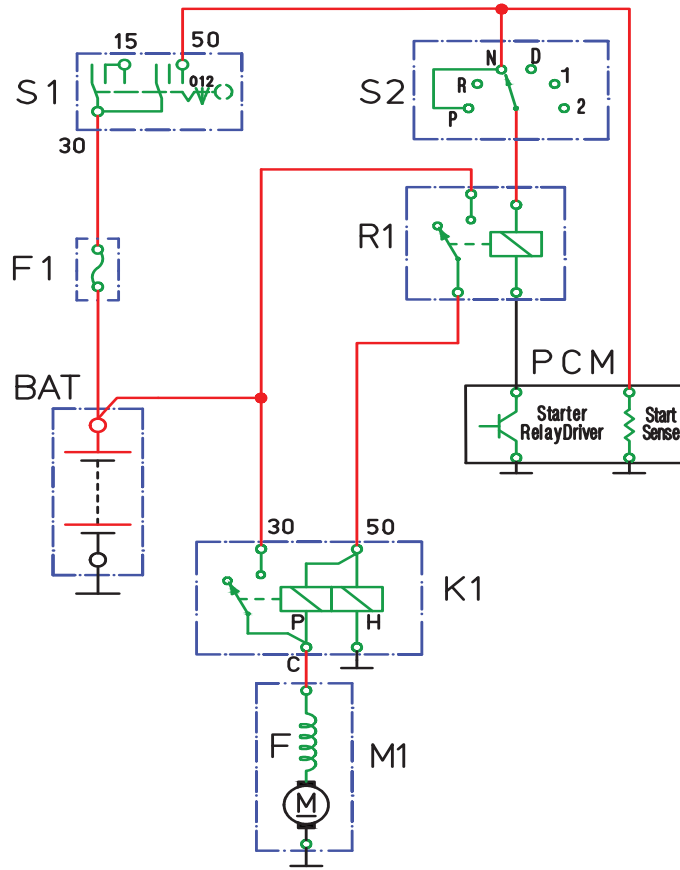 15
50
S1
012
30
S2
N
D
R
1
P
2
R1
F1
PCM
BAT
Starter
RelayDriver
Start
Sense
30
50
K1
P
H
C
F
M1
M